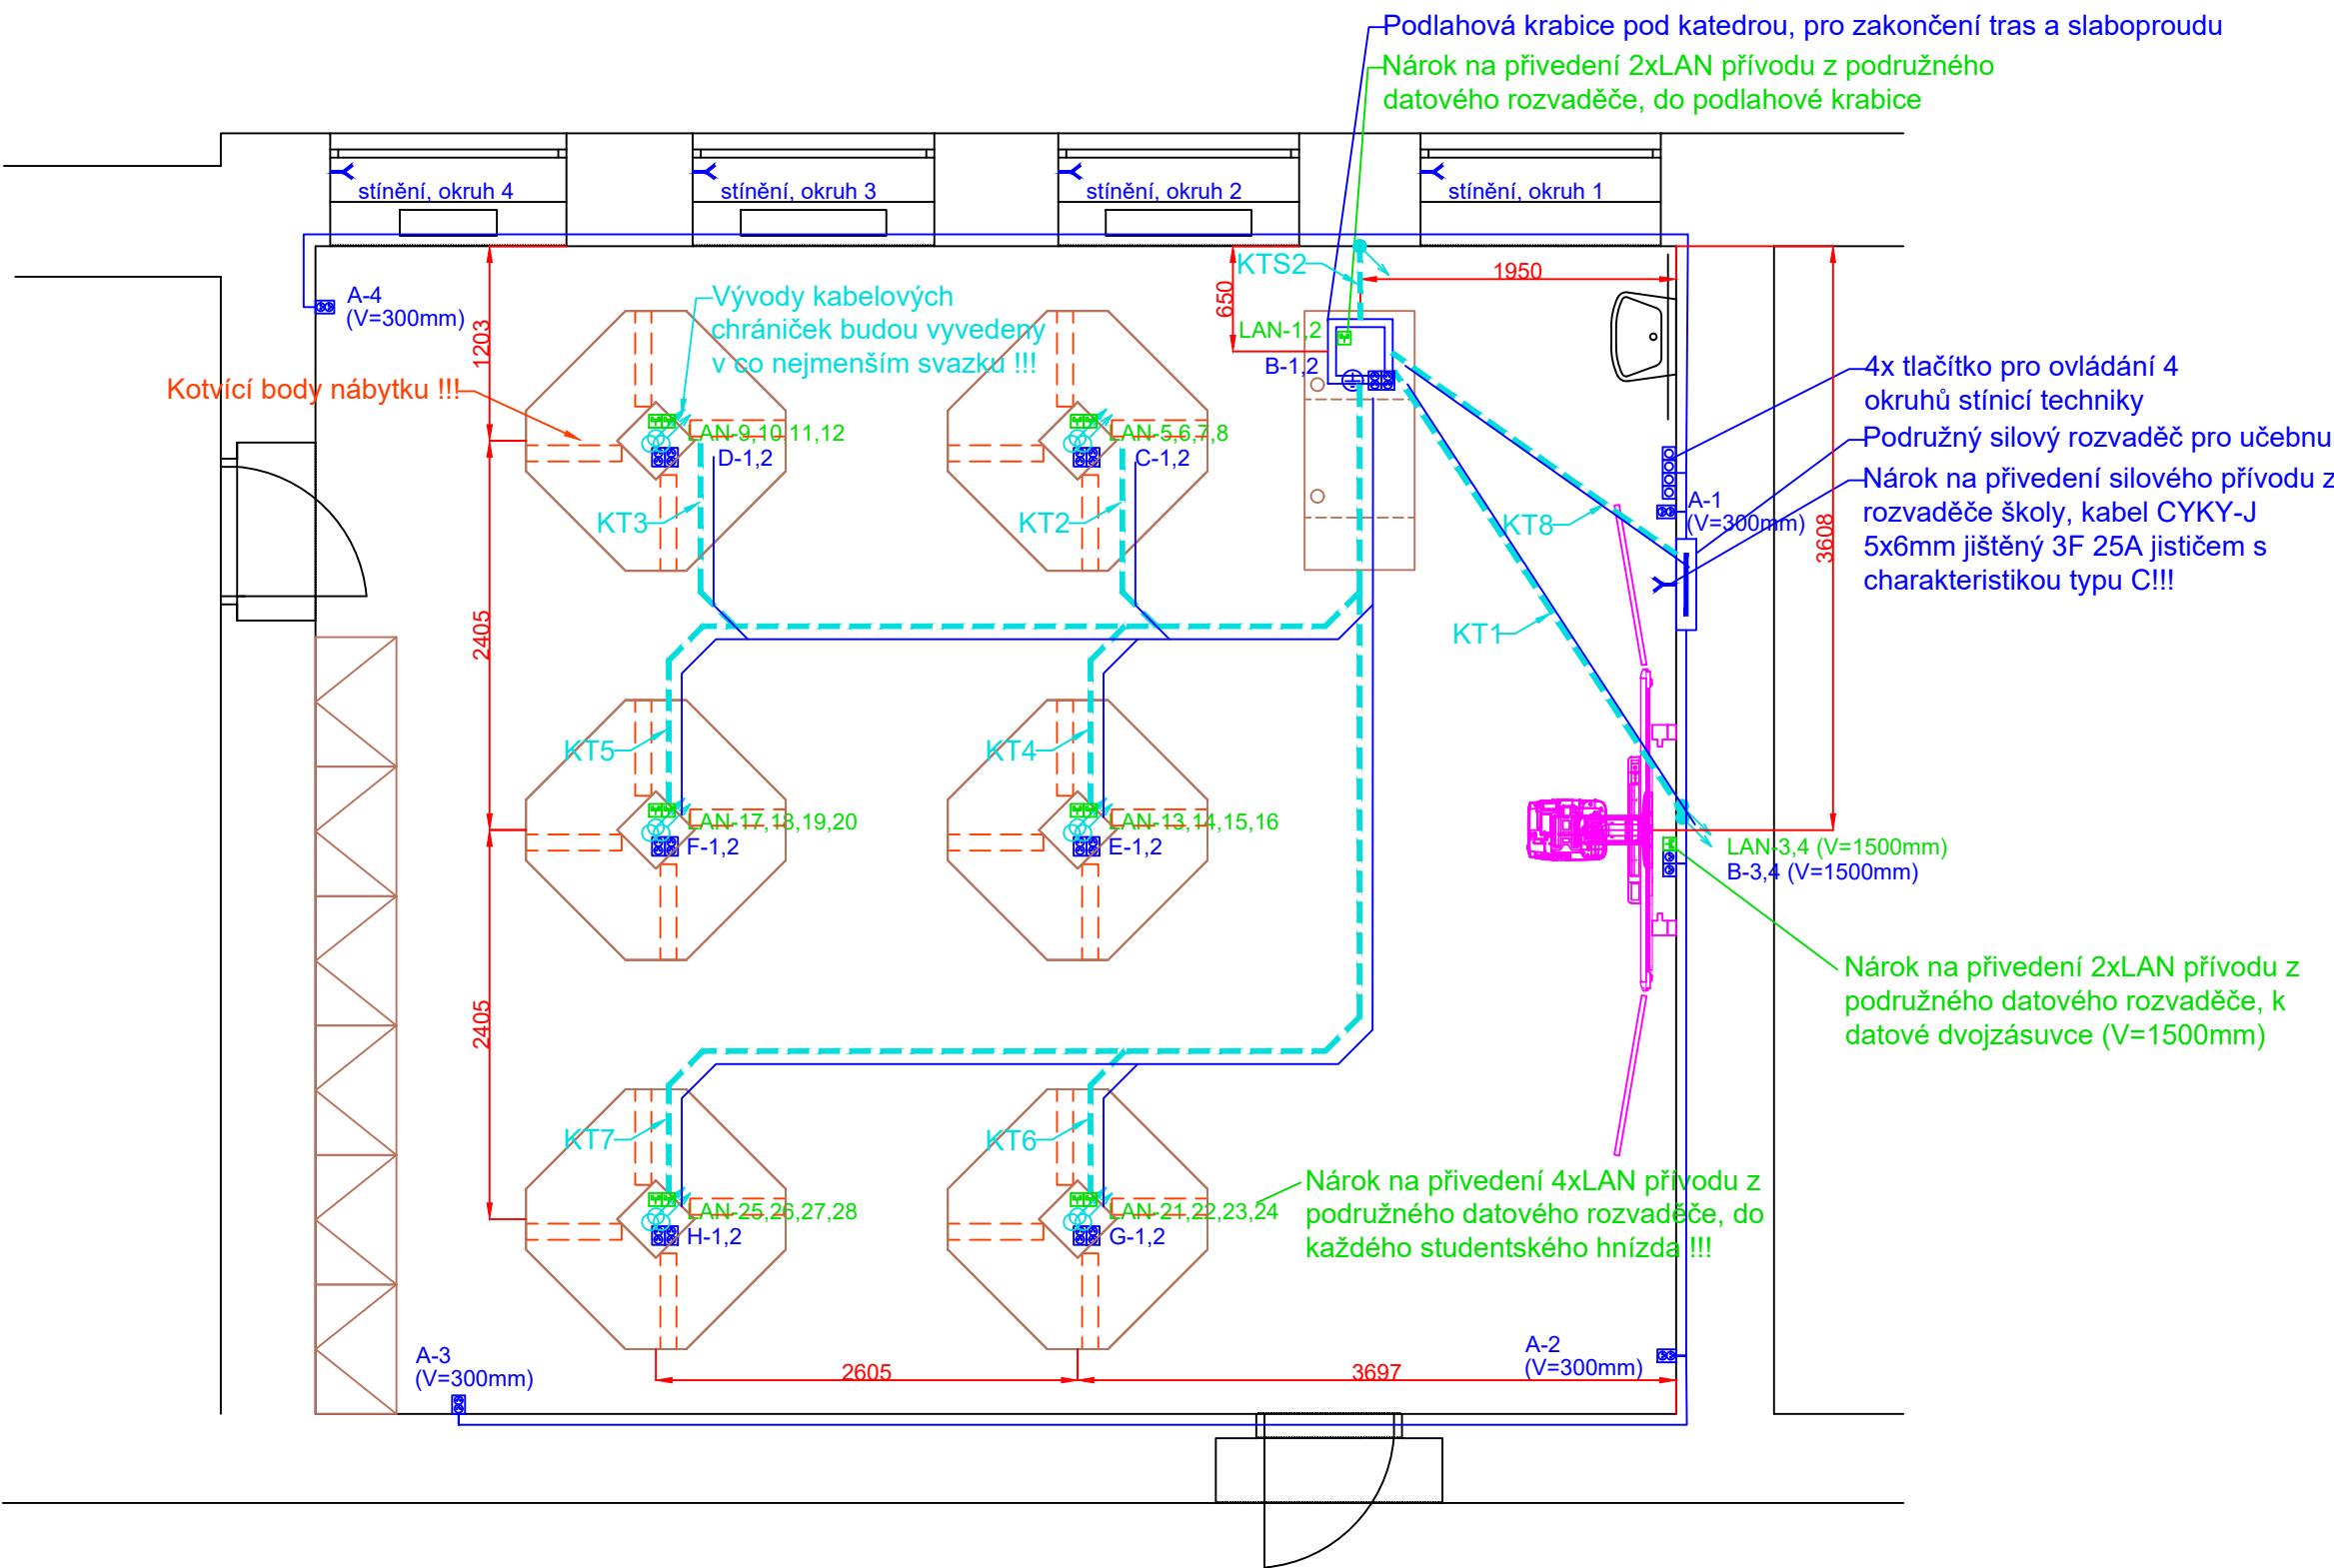 Podlahová krabice pod katedrou, pro zakončení tras a slaboproudu
Nárok na přivedení 2xLAN přívodu z podružného
datového rozvaděče, do podlahové krabice
stínění, okruh 4
stínění, okruh 3
stínění, okruh 2
stínění, okruh 1
A-4
(V=300mm)
1203
Vývody kabelových
chrániček budou vyvedeny
v co nejmenším svazku !!!
KTS2
650
1950
LAN-1,2
B-1,2
Kotvící body nábytku !!!
4x tlačítko pro ovládání 4
okruhů stínicí techniky
Podružný silový rozvaděč pro učebnu
Nárok na přivedení silového přívodu z
rozvaděče školy, kabel CYKY-J
5x6mm jištěný 3F 25A jističem s
charakteristikou typu C!!!
LAN-9,10,11,12
D-1,2
LAN-5,6,7,8
C-1,2
KT3
KT2
KT8
A-1
(V=300mm)
3608
2405
KT1
KT5
KT4
LAN-17,18,19,20
F-1,2
LAN-13,14,15,16
E-1,2
LAN-3,4 (V=1500mm)
B-3,4 (V=1500mm)
Nárok na přivedení 2xLAN přívodu z
podružného datového rozvaděče, k
datové dvojzásuvce (V=1500mm)
2405
KT7
KT6
LAN-25,26,27,28
H-1,2
LAN-21,22,23,24
G-1,2
Nárok na přivedení 4xLAN přívodu z
podružného datového rozvaděče, do
každého studentského hnízda !!!
A-3
(V=300mm)
2605
3697
A-2
(V=300mm)